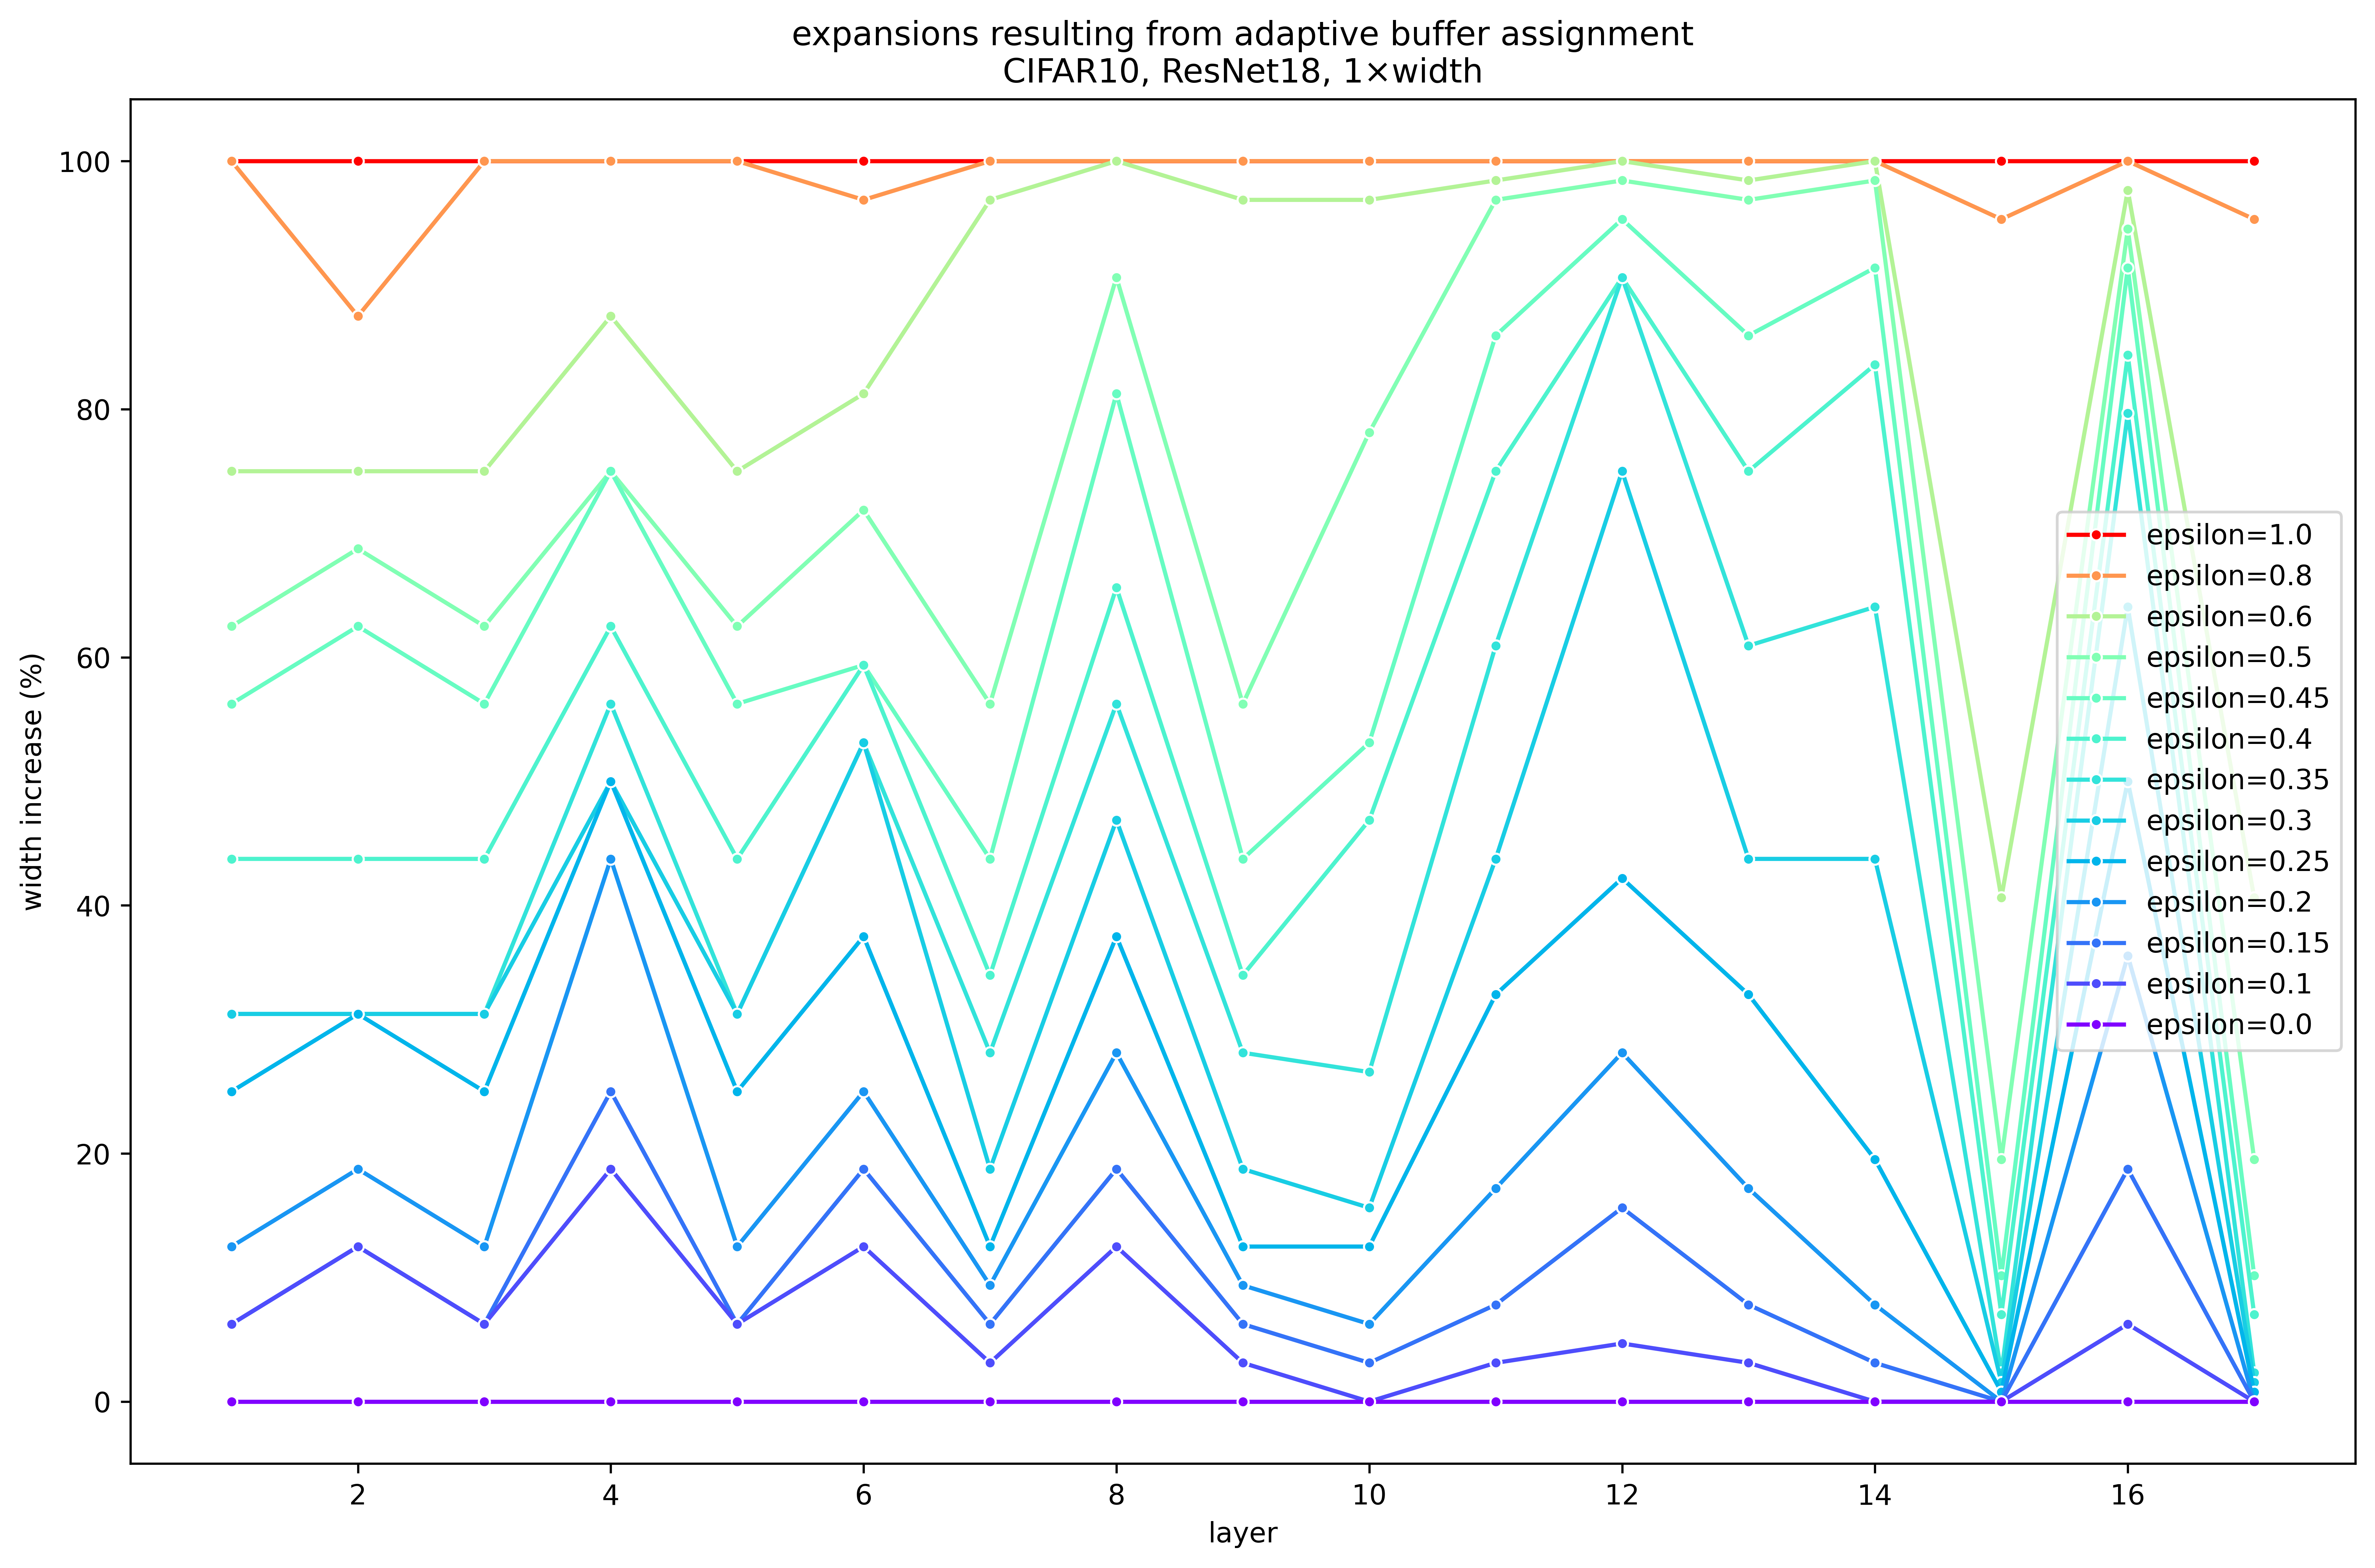 expansions resulting from adaptive buffer assignment
CIFAR10, ResNet18, 1×width
width increase (%)
100
80
60
40
20
0
epsilon=1.0
epsilon=0.8
epsilon=0.6
epsilon=0.5
epsilon=0.45
epsilon=0.4
epsilon=0.35
epsilon=0.3
epsilon=0.25
epsilon=0.2
epsilon=0.15
epsilon=0.1
epsilon=0.0
2 4 6 8 10 12 14 16
layer